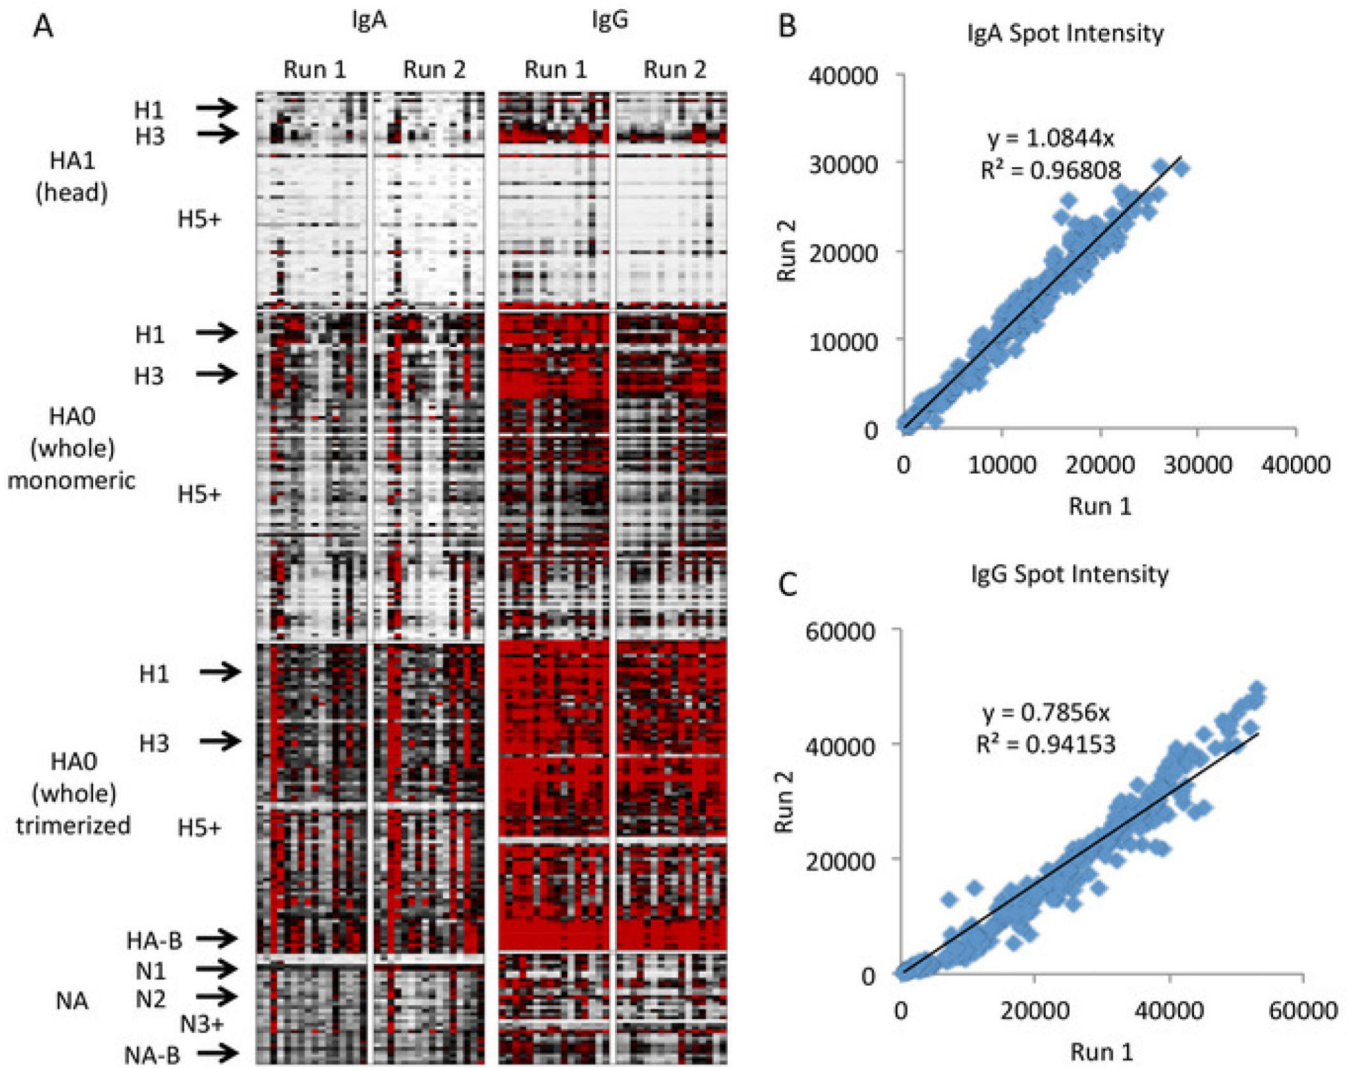 A
IgA
IgG
Run 1
Run 2
Run 1
Run 2
H1
H3
HA1
(head)
H5+
H1
H3
HA0
(whole)
monomeric
H5+
H1
H3
HA0
(whole)
trimerized
H5+
HA-B
N1
NA
N2
N3+
NA-B
B
IgA Spot Intensity
40000
30000
20000
10000
0
y = 1.0844x
R² = 0.96808
Run 2
0
10000
20000
30000
40000
Run 1
C
IgG Spot Intensity
60000
40000
20000
0
y = 0.7856x
R² = 0.94153
Run 2
0
20000
40000
60000
Run 1